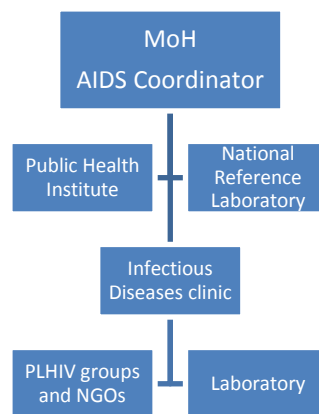 MoH
AIDS Coordinator
Public Health
Institute
National
Reference
Laboratory
Infectious
Diseases clinic
PLHIV groups
and NGOs
Laboratory